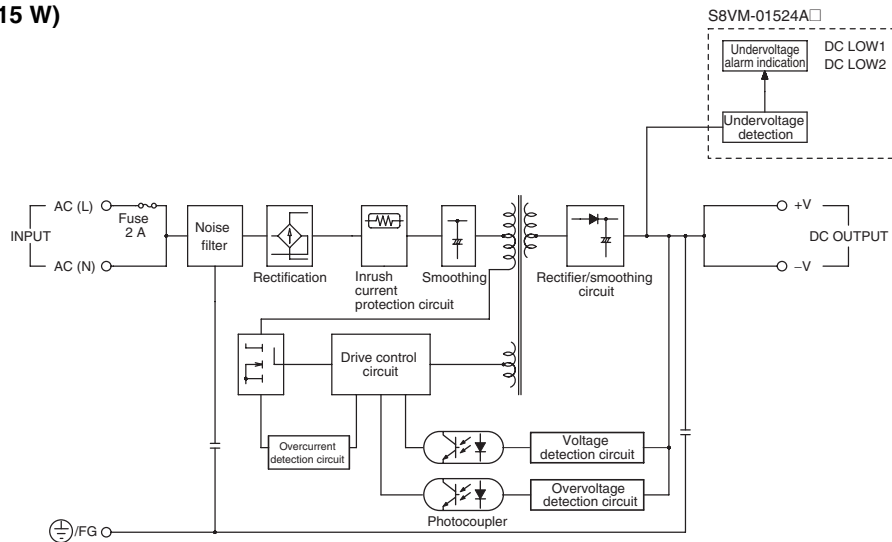 15 W)
S8VM-01524A□
Undervoltage
alarm indication
DC LOW1
DC LOW2
Undervoltage
detection
INPUT
AC (L)
Fuse
2 A
AC (N)
Noise
filter
Rectification
Inrush
current
protection circuit
Smoothing
Rectifier/smoothing
circuit
+V
DC OUTPUT
–V
Drive control
circuit
Overcurrent
detection circuit
Voltage
detection circuit
Overvoltage
detection circuit
Photocoupler
/FG